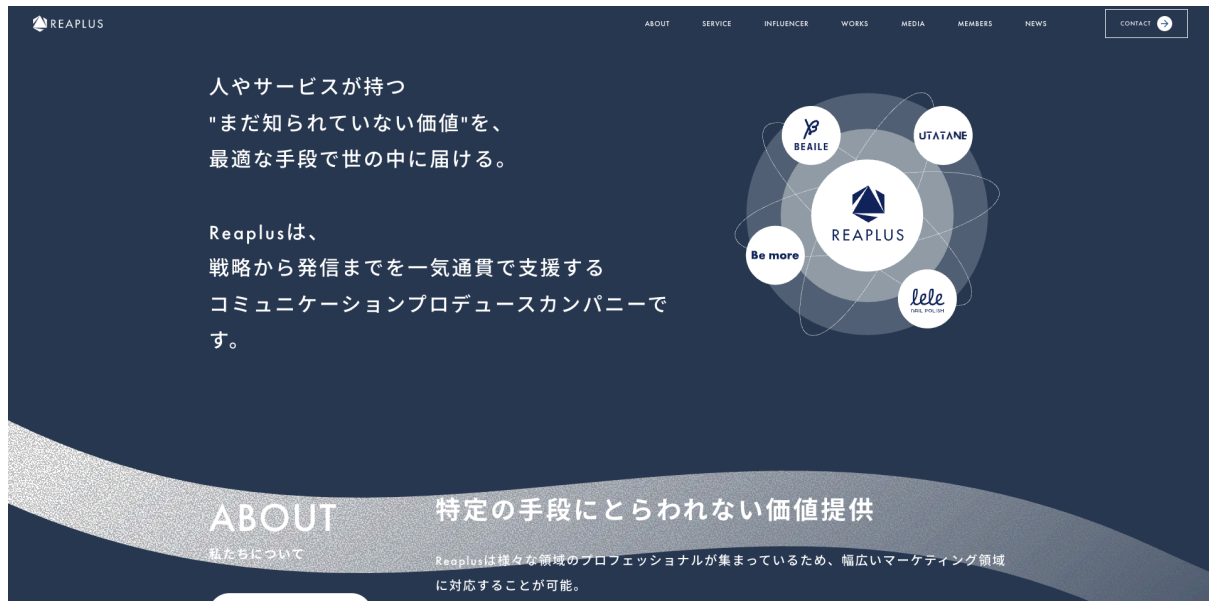 REAPLUS
ABOUT
SERVICE
INFLUENCER
WORKS
MEDIA
MEMBERS
NEWS
CONTACT
人やサービスが持つ
"まだ知られていない価値"を、
最適な手段で世の中に届ける。
Reaplusは、
戦略から発信までを一気通貫で支援する
コミュニケーションプロデュースカンパニーで
す。
BEAILE
UTATANE
REAPLUS
Be more
lele
NAIL POLISH
ABOUT
私たちについて
特定の手段にとらわれない価値提供
Reaplusは様々な領域のプロフェッショナルが集まっているため、幅広いマーケティング領域
に対応することが可能。